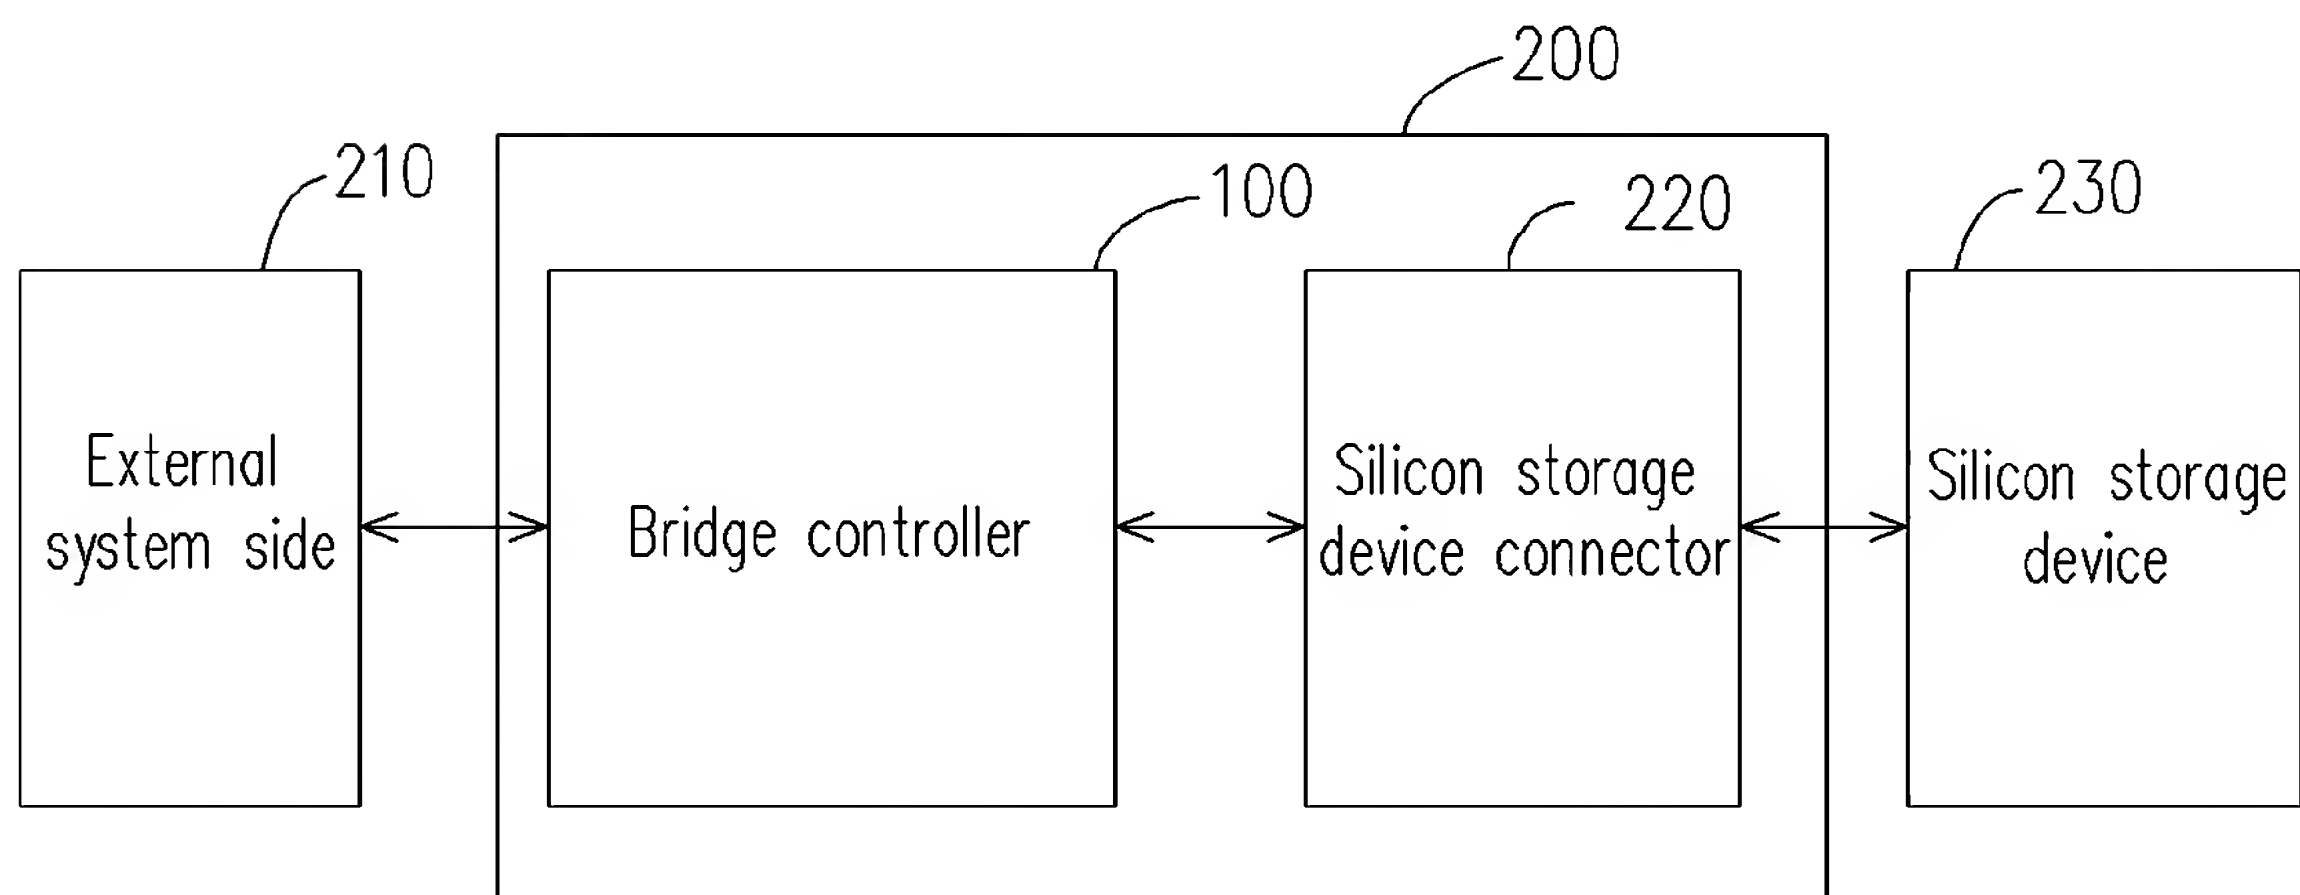 200
210
100
220
230
External
system side
Bridge controller
Silicon storage
device connector
Silicon storage
device